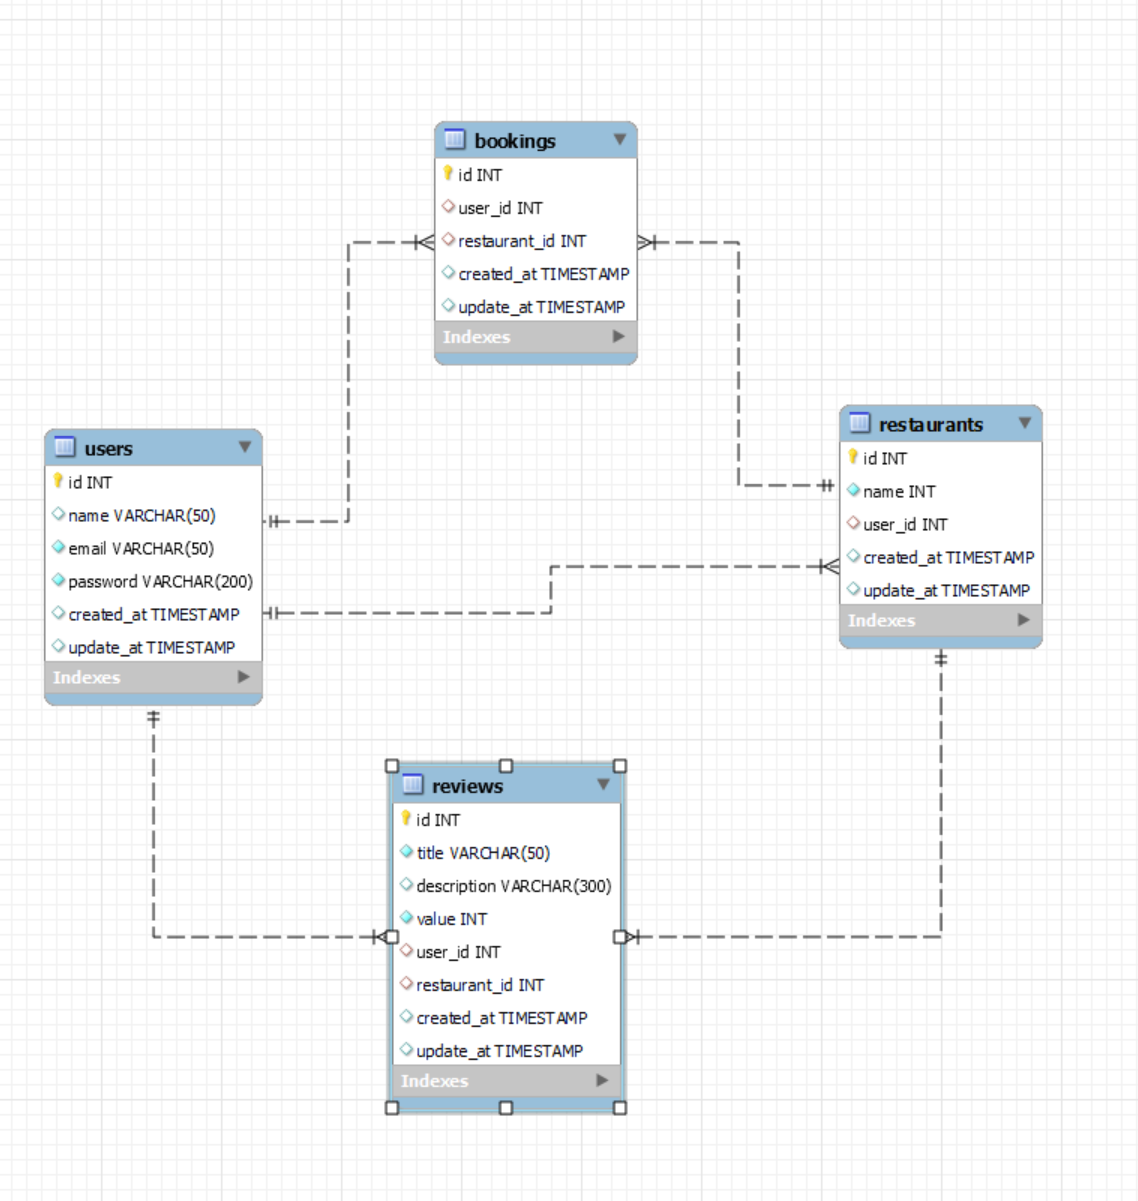 bookings
id INT
user_id INT
restaurant_id INT
created_at TIMESTAMP
update_at TIMESTAMP
Indexes
users
id INT
name VARCHAR(50)
email VARCHAR(50)
password VARCHAR(200)
created_at TIMESTAMP
update_at TIMESTAMP
Indexes
restaurants
id INT
name INT
user_id INT
created_at TIMESTAMP
update_at TIMESTAMP
Indexes
reviews
id INT
title VARCHAR(50)
description VARCHAR(300)
value INT
user_id INT
restaurant_id INT
created_at TIMESTAMP
update_at TIMESTAMP
Indexes